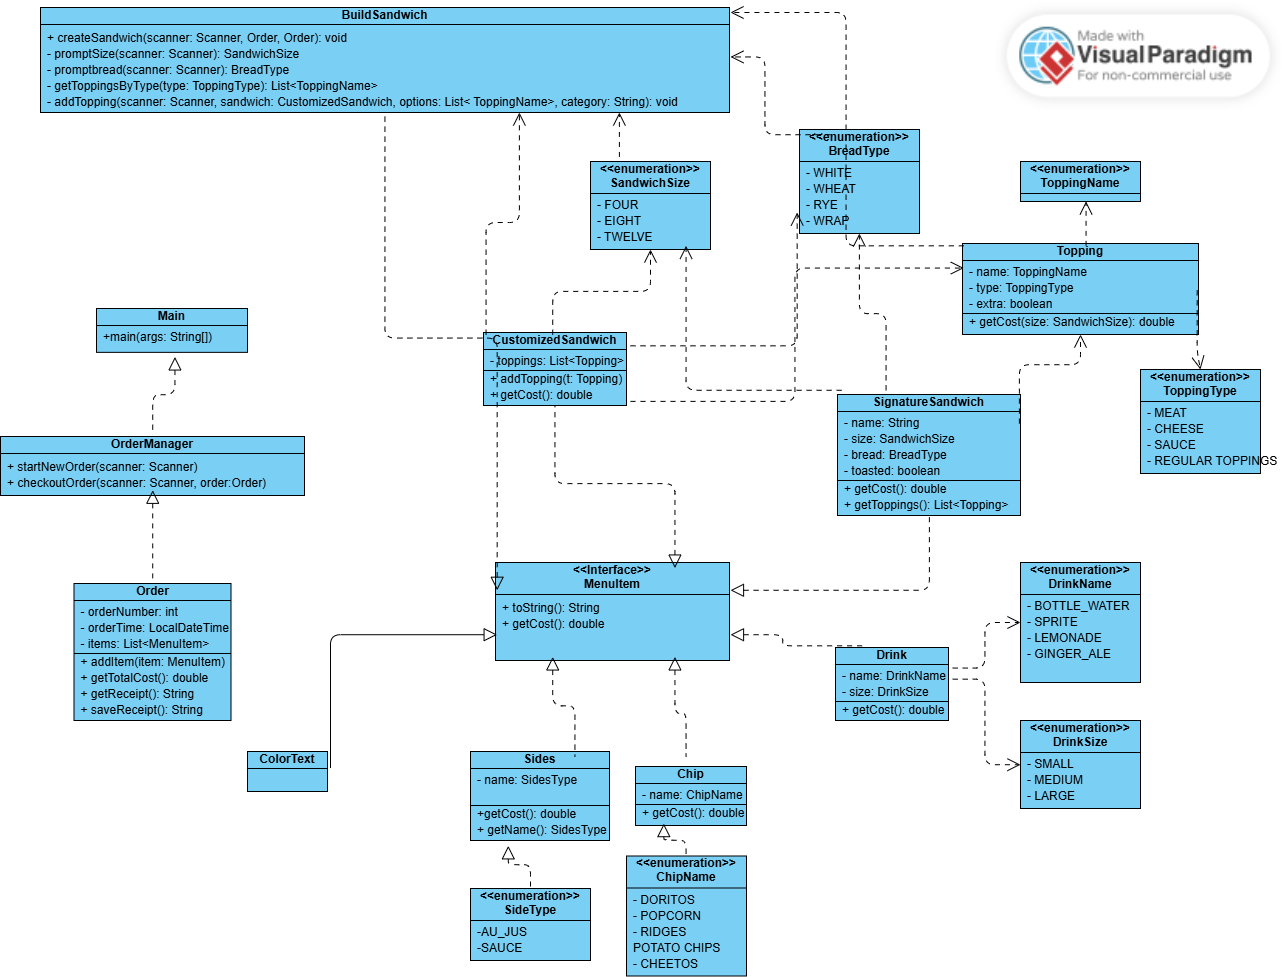 BuildSandwich
+ createSandwich(scanner: Scanner, Order, Order): void
- promptSize(scanner: Scanner): SandwichSize
- promptbread(scanner: Scanner): BreadType
- getToppingsByType(type: ToppingType): List<ToppingName>
- addTopping(scanner: Scanner, sandwich: CustomizedSandwich, options: List< ToppingName>, category: String): void
Made with
Visual Paradigm
For non-commercial use
<<enumeration>>
BreadType
- WHITE
- WHEAT
- RYE
- WRAP
<<enumeration>>
SandwichSize
- FOUR
- EIGHT
- TWELVE
<<enumeration>>
ToppingName
Topping
- name: ToppingName
- type: ToppingType
- extra: boolean
+ getCost(size: SandwichSize): double
Main
+main(args: String[])
CustomizedSandwich
- toppings: List<Topping>
+ addTopping(t: Topping)
+ getCost(): double
<<enumeration>>
ToppingType
- MEAT
- CHEESE
- SAUCE
- REGULAR TOPPINGS
SignatureSandwich
- name: String
- size: SandwichSize
- bread: BreadType
- toasted: boolean
+ getCost(): double
+ getToppings(): List<Topping>
OrderManager
+ startNewOrder(scanner: Scanner)
+ checkoutOrder(scanner: Scanner, order:Order)
Order
- orderNumber: int
- orderTime: LocalDateTime
- items: List<MenuItem>
+ addItem(item: MenuItem)
+ getTotalCost(): double
+ getReceipt(): String
+ saveReceipt(): String
<<Interface>>
MenuItem
+ toString(): String
+ getCost(): double
<<enumeration>>
DrinkName
- BOTTLE_WATER
- SPRITE
- LEMONADE
- GINGER_ALE
Drink
- name: DrinkName
- size: DrinkSize
+ getCost(): double
<<enumeration>>
DrinkSize
- SMALL
- MEDIUM
- LARGE
ColorText
Sides
- name: SidesType
+getCost(): double
+ getName(): SidesType
Chip
- name: ChipName
+ getCost(): double
<<enumeration>>
SideType
-AU_JUS
-SAUCE
<<enumeration>>
ChipName
- DORITOS
- POPCORN
- RIDGES
POTATO CHIPS
- CHEETOS